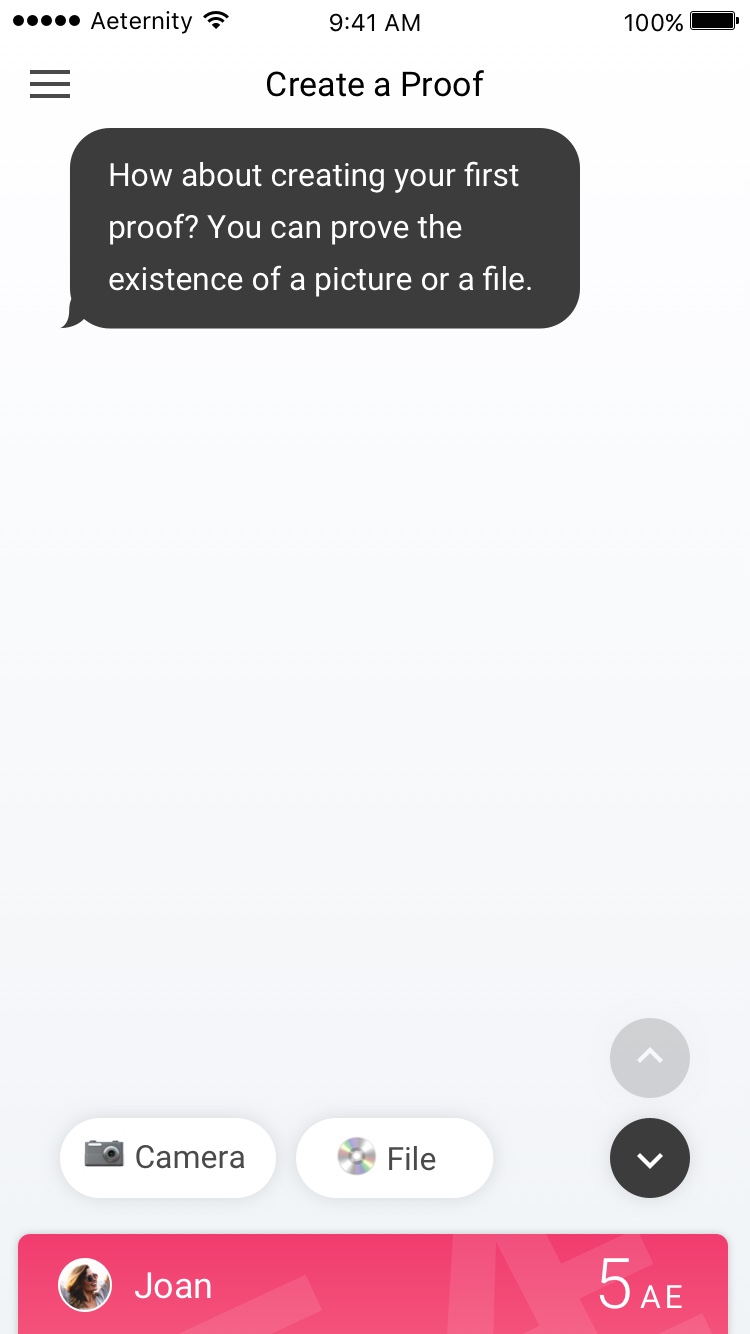 Aeternity 9:41 AM 100%
Create a Proof
How about creating your first
proof? You can prove the
existence of a picture or a file.
Camera File
Joan 5 AE